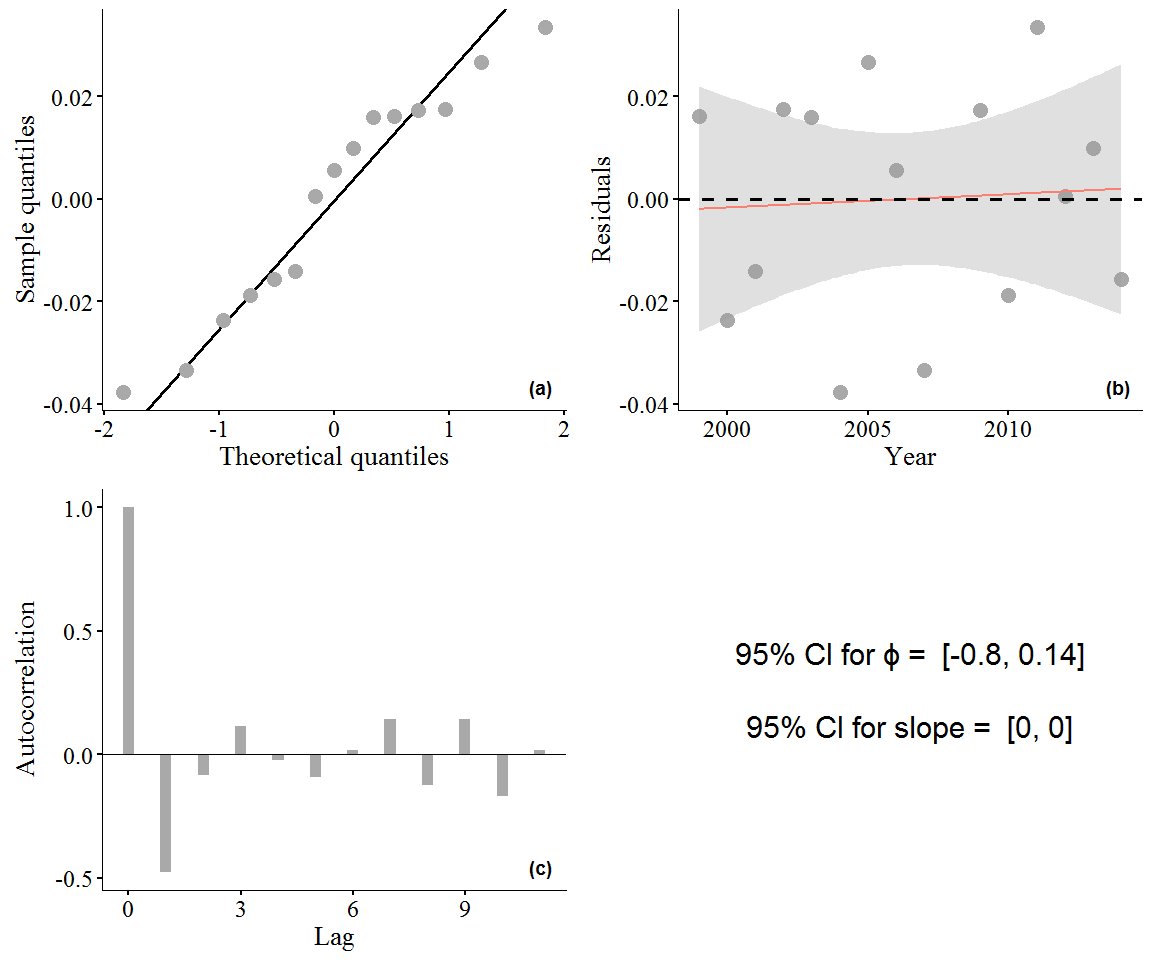 0.02
0.00
-0.02
-0.04
Sample quantiles
-2 -1 0 1 2
Theoretical quantiles
(a)
0.02
0.00
-0.02
-0.04
Residuals
2000 2005 2010
Year
(b)
1.0
0.5
0.0
-0.5
Autocorrelation
0 3 6 9
Lag
(c)
95% CI for ϕ = [-0.8, 0.14]
95% CI for slope = [0, 0]